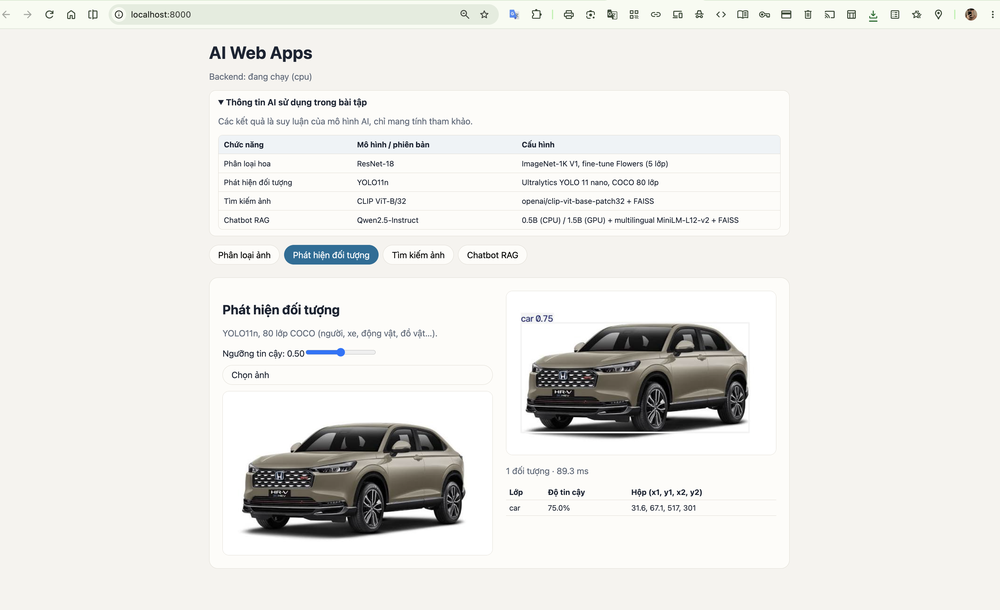 localhost:8000
AI Web Apps
Backend: đang chạy (cpu)
▼ Thông tin AI sử dụng trong bài tập
Các kết quả là suy luận của mô hình AI, chỉ mang tính tham khảo.
Chức năng Mô hình / phiên bản Cấu hình
Phân loại hoa ResNet-18 ImageNet-1K V1, fine-tune Flowers (5 lớp)
Phát hiện đối tượng YOLO11n Ultralytics YOLO 11 nano, COCO 80 lớp
Tìm kiếm ảnh CLIP ViT-B/32 openai/clip-vit-base-patch32 + FAISS
Chatbot RAG Qwen2.5-Instruct 0.5B (CPU) / 1.5B (GPU) + multilingual MiniLM-L12-v2 + FAISS
Phân loại ảnh Phát hiện đối tượng Tìm kiếm ảnh Chatbot RAG
Phát hiện đối tượng
YOLO11n, 80 lớp COCO (người, xe, động vật, đồ vật...).
Ngưỡng tin cậy: 0.50
Chọn ảnh
HR-V
car 0.75
HR-V
1 đối tượng · 89.3 ms
Lớp Độ tin cậy Hộp (x1, y1, x2, y2)
car 75.0% 31.6, 67.1, 517, 301